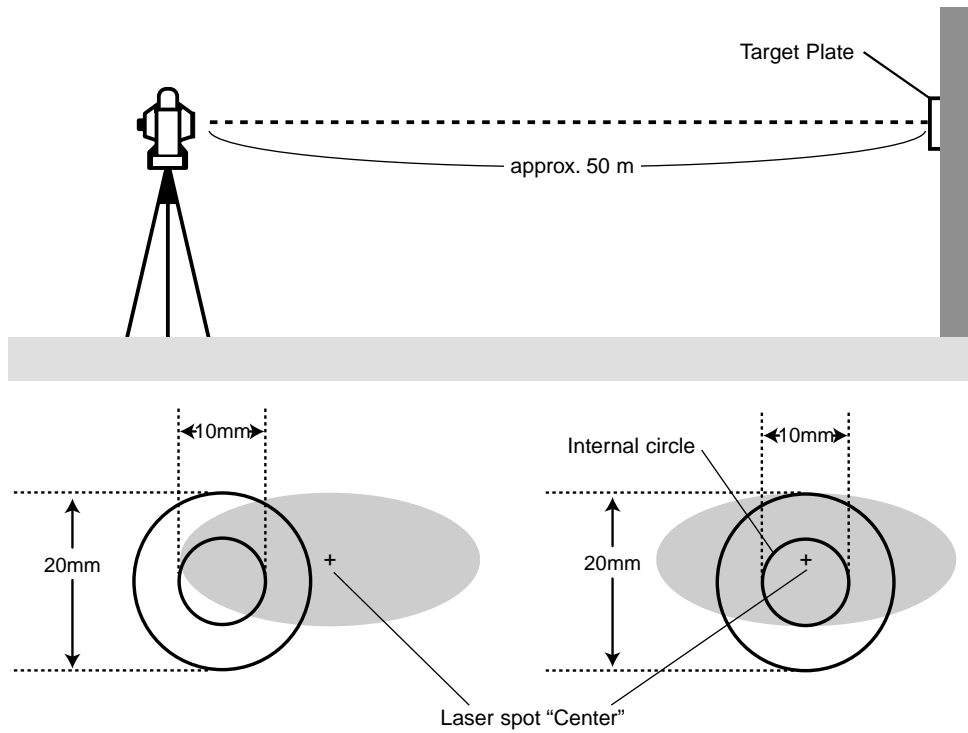 Target Plate
approx. 50 m
10mm
Internal circle
10mm
20mm
20mm
+
+
Laser spot “Center”